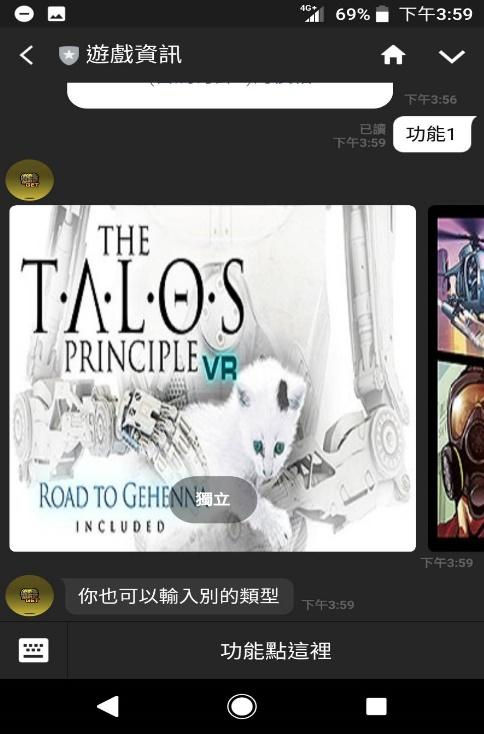 4G+ 69% 下午3:59
遊戲資訊
下午3:56
已讀
下午3:59
功能1
THE
T·A·L·O·S
PRINCIPLE VR
ROAD TO GEHENNA
獨立
INCLUDED
下午3:59
你也可以輸入別的類型
下午3:59
功能點這裡